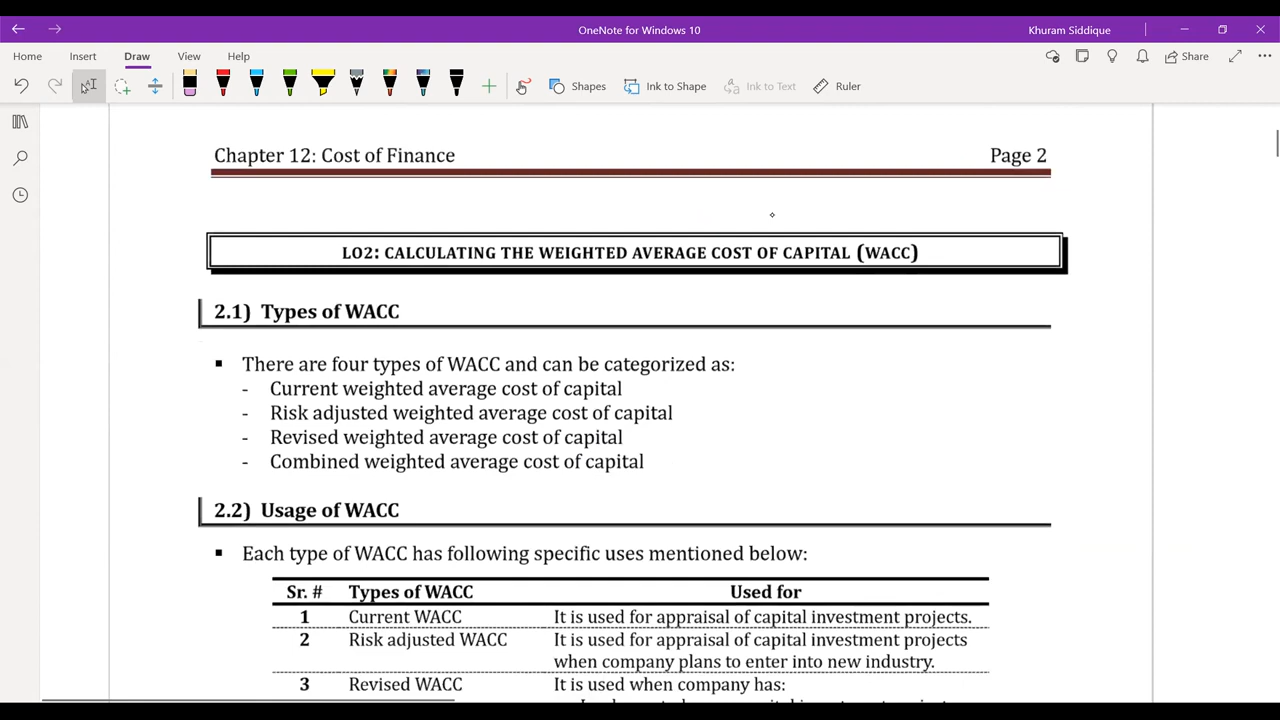 OneNote for Windows 10
Khuram Siddique
Home
Insert
Draw
View
Help
Share
Shapes
Ink to Shape
Ink to Text
Ruler
Chapter 12: Cost of Finance
Page 2
LO2: CALCULATING THE WEIGHTED AVERAGE COST OF CAPITAL (WACC)
2.1) Types of WACC
▪ There are four types of WACC and can be categorized as:
- Current weighted average cost of capital
- Risk adjusted weighted average cost of capital
- Revised weighted average cost of capital
- Combined weighted average cost of capital
2.2) Usage of WACC
▪ Each type of WACC has following specific uses mentioned below:
Sr. # Types of WACC Used for
1 Current WACC It is used for appraisal of capital investment projects.
2 Risk adjusted WACC It is used for appraisal of capital investment projects
when company plans to enter into new industry.
3 Revised WACC It is used when company has: